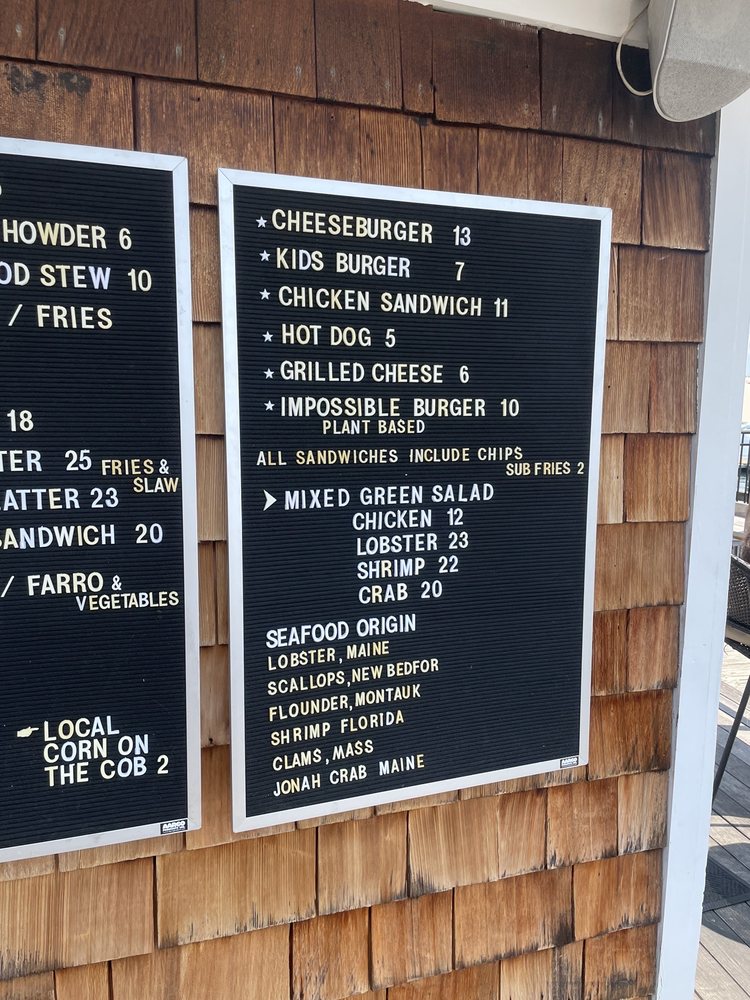 HOWDER 6
OD STEW 10
/ FRIES
18
TER 25 FRIES &
SLAW
ATTER 23
SANDWICH 20
/ FARRO &
VEGETABLES
LOCAL
CORN ON
THE COB 2
CHEESEBURGER 13
KIDS BURGER 7
CHICKEN SANDWICH 11
HOT DOG 5
GRILLED CHEESE 6
IMPOSSIBLE BURGER 10
PLANT BASED
ALL SANDWICHES INCLUDE CHIPS
SUB FRIES 2
MIXED GREEN SALAD
CHICKEN 12
LOBSTER 23
SHRIMP 22
CRAB 20
SEAFOOD ORIGIN
LOBSTER, MAINE
SCALLOPS, NEW BEDFOR
FLOUNDER, MONTAUK
SHRIMP FLORIDA
CLAMS, MASS
JONAH CRAB MAINE